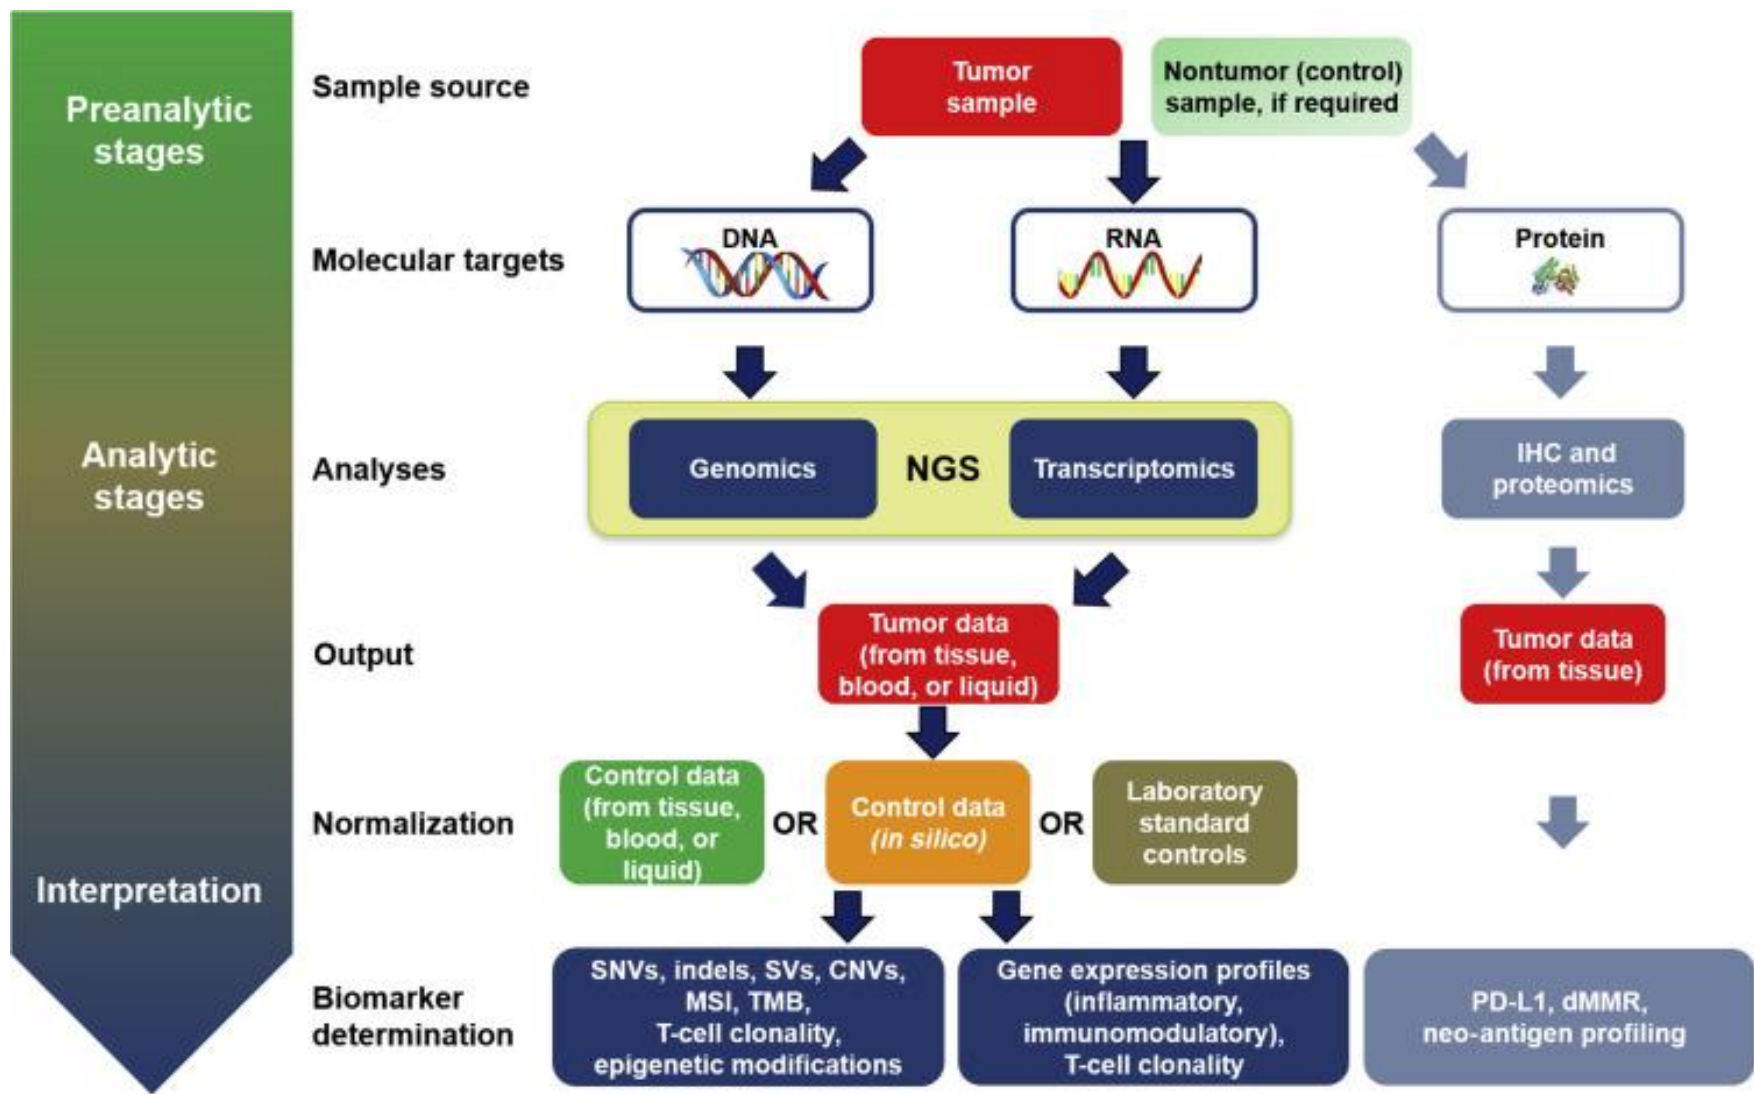 Preanalytic
stages
Analytic
stages
Interpretation
Sample source
Tumor
sample
Nontumor (control)
sample, if required
Molecular targets
DNA
RNA
Protein
Analyses
Genomics
NGS
Transcriptomics
IHC and
proteomics
Output
Tumor data
(from tissue,
blood, or liquid)
Tumor data
(from tissue)
Normalization
Control data
(from tissue,
blood, or
liquid)
OR
Control data
(in silico)
OR
Laboratory
standard
controls
Biomarker
determination
SNVs, indels, SVs, CNVs,
MSI, TMB,
T-cell clonality,
epigenetic modifications
Gene expression profiles
(inflammatory,
immunomodulatory),
T-cell clonality
PD-L1, dMMR,
neo-antigen profiling